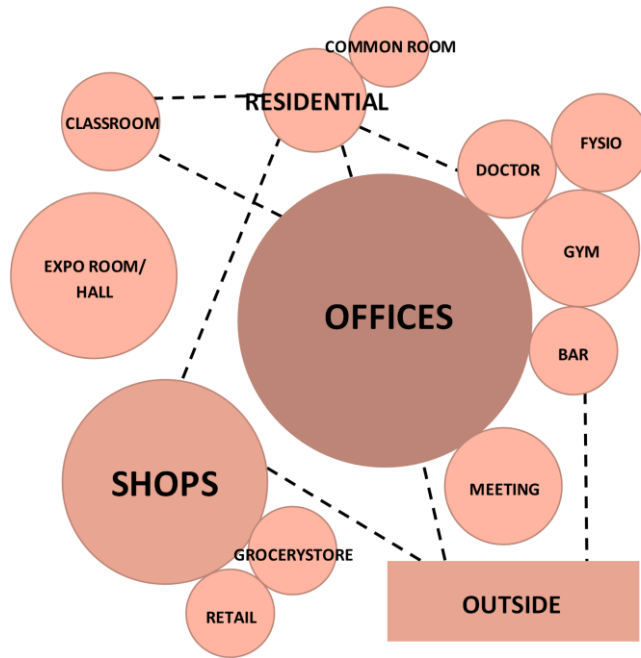 COMMON ROOM
RESIDENTIAL
CLASSROOM
FYSIO
DOCTOR
GYM
EXPO ROOM/
HALL
OFFICES
BAR
SHOPS
MEETING
GROCERYSTORE
RETAIL
OUTSIDE